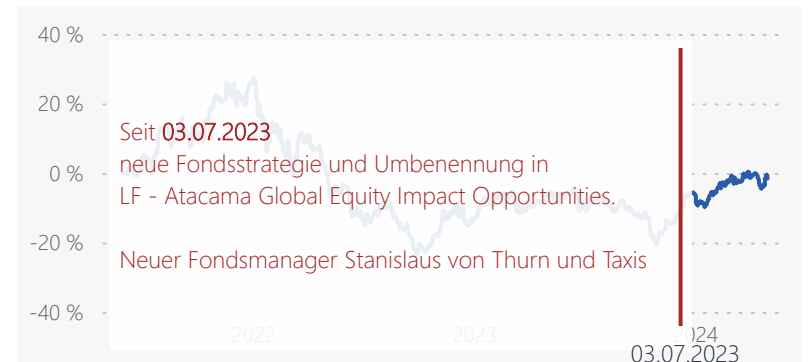 40 %
20 %
0 %
-20 %
-40 %
Seit 03.07.2023
neue Fondsstrategie und Umbenennung in
LF - Atacama Global Equity Impact Opportunities.
Neuer Fondsmanager Stanislaus von Thurn und Taxis
2022
2023
2024
03.07.2023